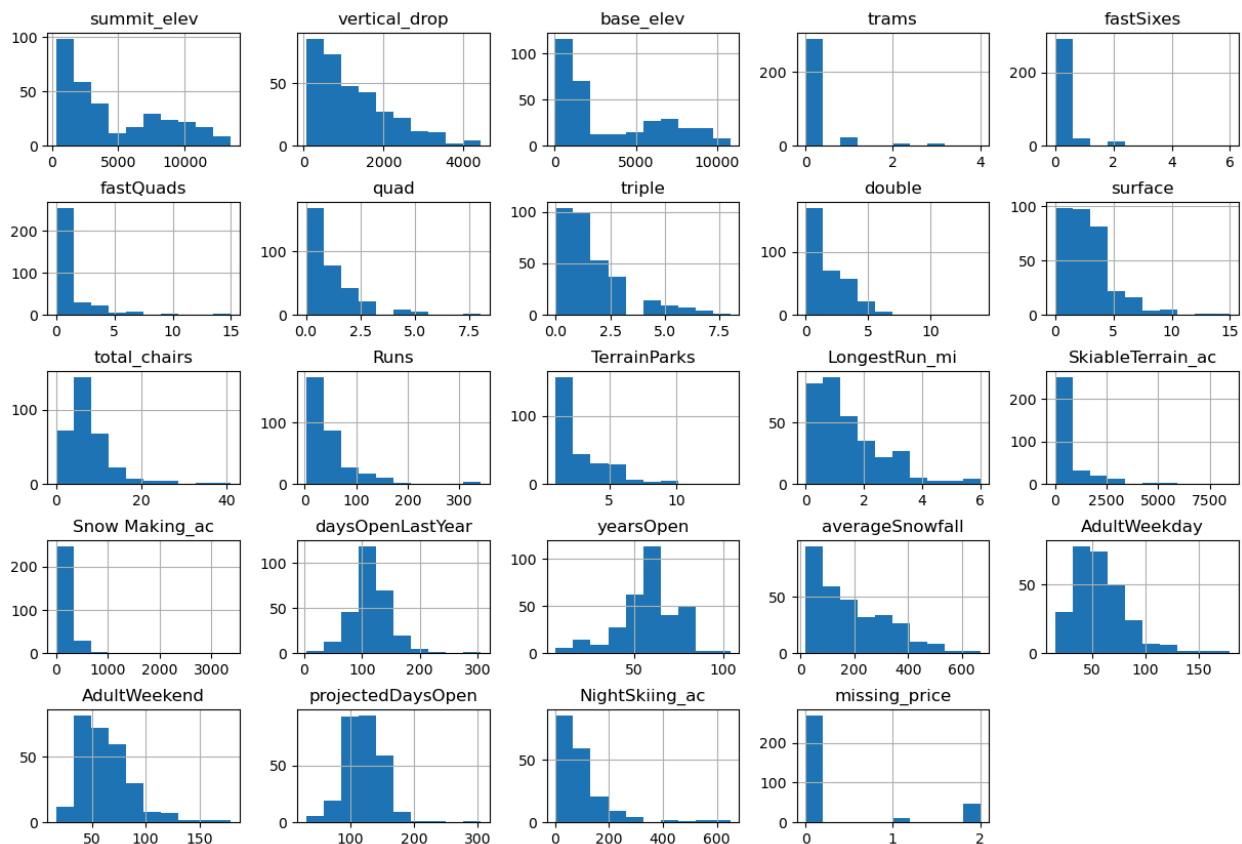 summit_elev vertical_drop base_elev trams fastSixes
100 50 0 0 5000 10000
50 0 0 2000 4000
100 50 0 0 5000 10000
200 0 0 2 4
200 0 0 2 4 6
fastQuads quad triple double surface
200 100 0 0 5 10 15
100 0 0.0 2.5 5.0 7.5
100 50 0 0.0 2.5 5.0 7.5
100 0 0 5 10
100 50 0 0 5 10 15
total_chairs Runs TerrainParks LongestRun_mi SkiableTerrain_ac
100 0 0 20 40
100 0 0 100 200 300
100 0 5 10
50 0 0 2 4 6
200 100 0 0 2500 5000 7500
Snow Making_ac daysOpenLastYear yearsOpen averageSnowfall AdultWeekday
200 100 0 0 1000 2000 3000
100 50 0 0 100 200 300
100 50 0 50 100
50 0 0 200 400 600
50 0 50 100 150
AdultWeekend projectedDaysOpen NightSkiing_ac missing_price
50 0 50 100 150
50 0 100 200 300
50 0 0 200 400 600
200 100 0 0 1 2